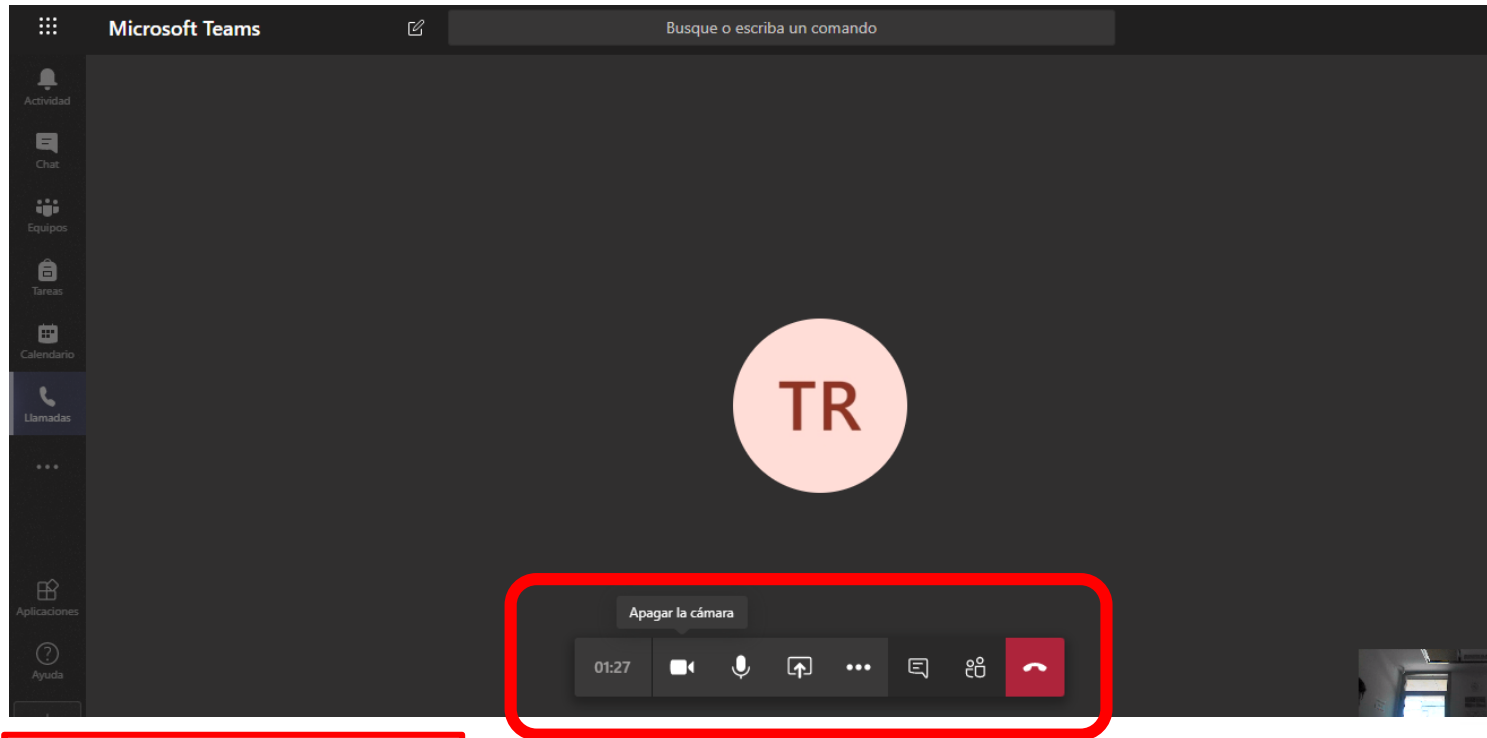 Microsoft Teams
Busque o escriba un comando
Actividad
Chat
Equipos
Tareas
Calendario
Llamadas
TR
Aplicaciones
Ayuda
Apagar la cámara
01:27